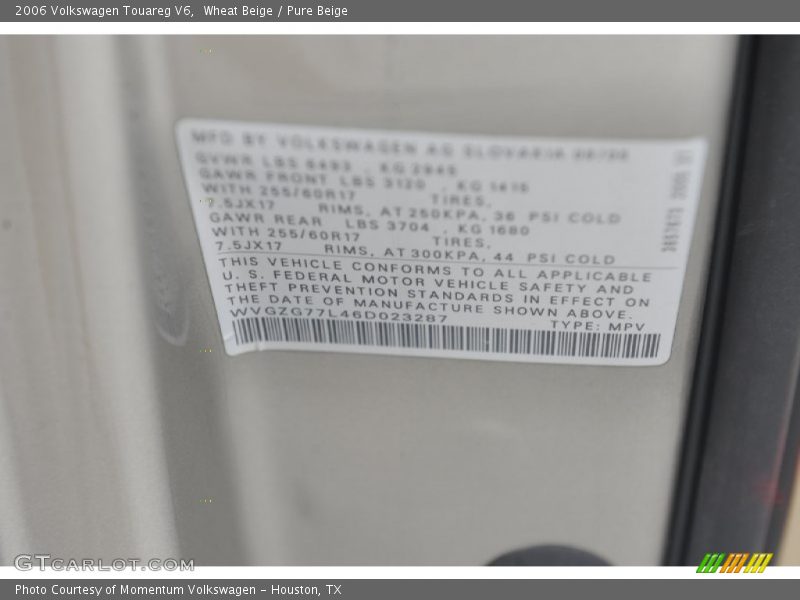 2006 Volkswagen Touareg V6,  Wheat Beige / Pure Beige
MFD BY VOLKSWAGEN AG SLOVAKIA
GVWR LBS 6493 , KG 2945
GAWR FRONT LBS 3120 , KG 1415
WITH 255/60R17 TIRES,
7.5JX17 RIMS, AT 250KPA, 36 PSI COLD
GAWR REAR LBS 3704 , KG 1680
WITH 255/60R17 TIRES,
7.5JX17 RIMS, AT 300KPA, 44 PSI COLD
THIS VEHICLE CONFORMS TO ALL APPLICABLE
U. S. FEDERAL MOTOR VEHICLE SAFETY AND
THEFT PREVENTION STANDARDS IN EFFECT ON
THE DATE OF MANUFACTURE SHOWN ABOVE.
WVGZG77L46D023287 TYPE: MPV
GTCARLOT.COM
Photo Courtesy of Momentum Volkswagen - Houston, TX